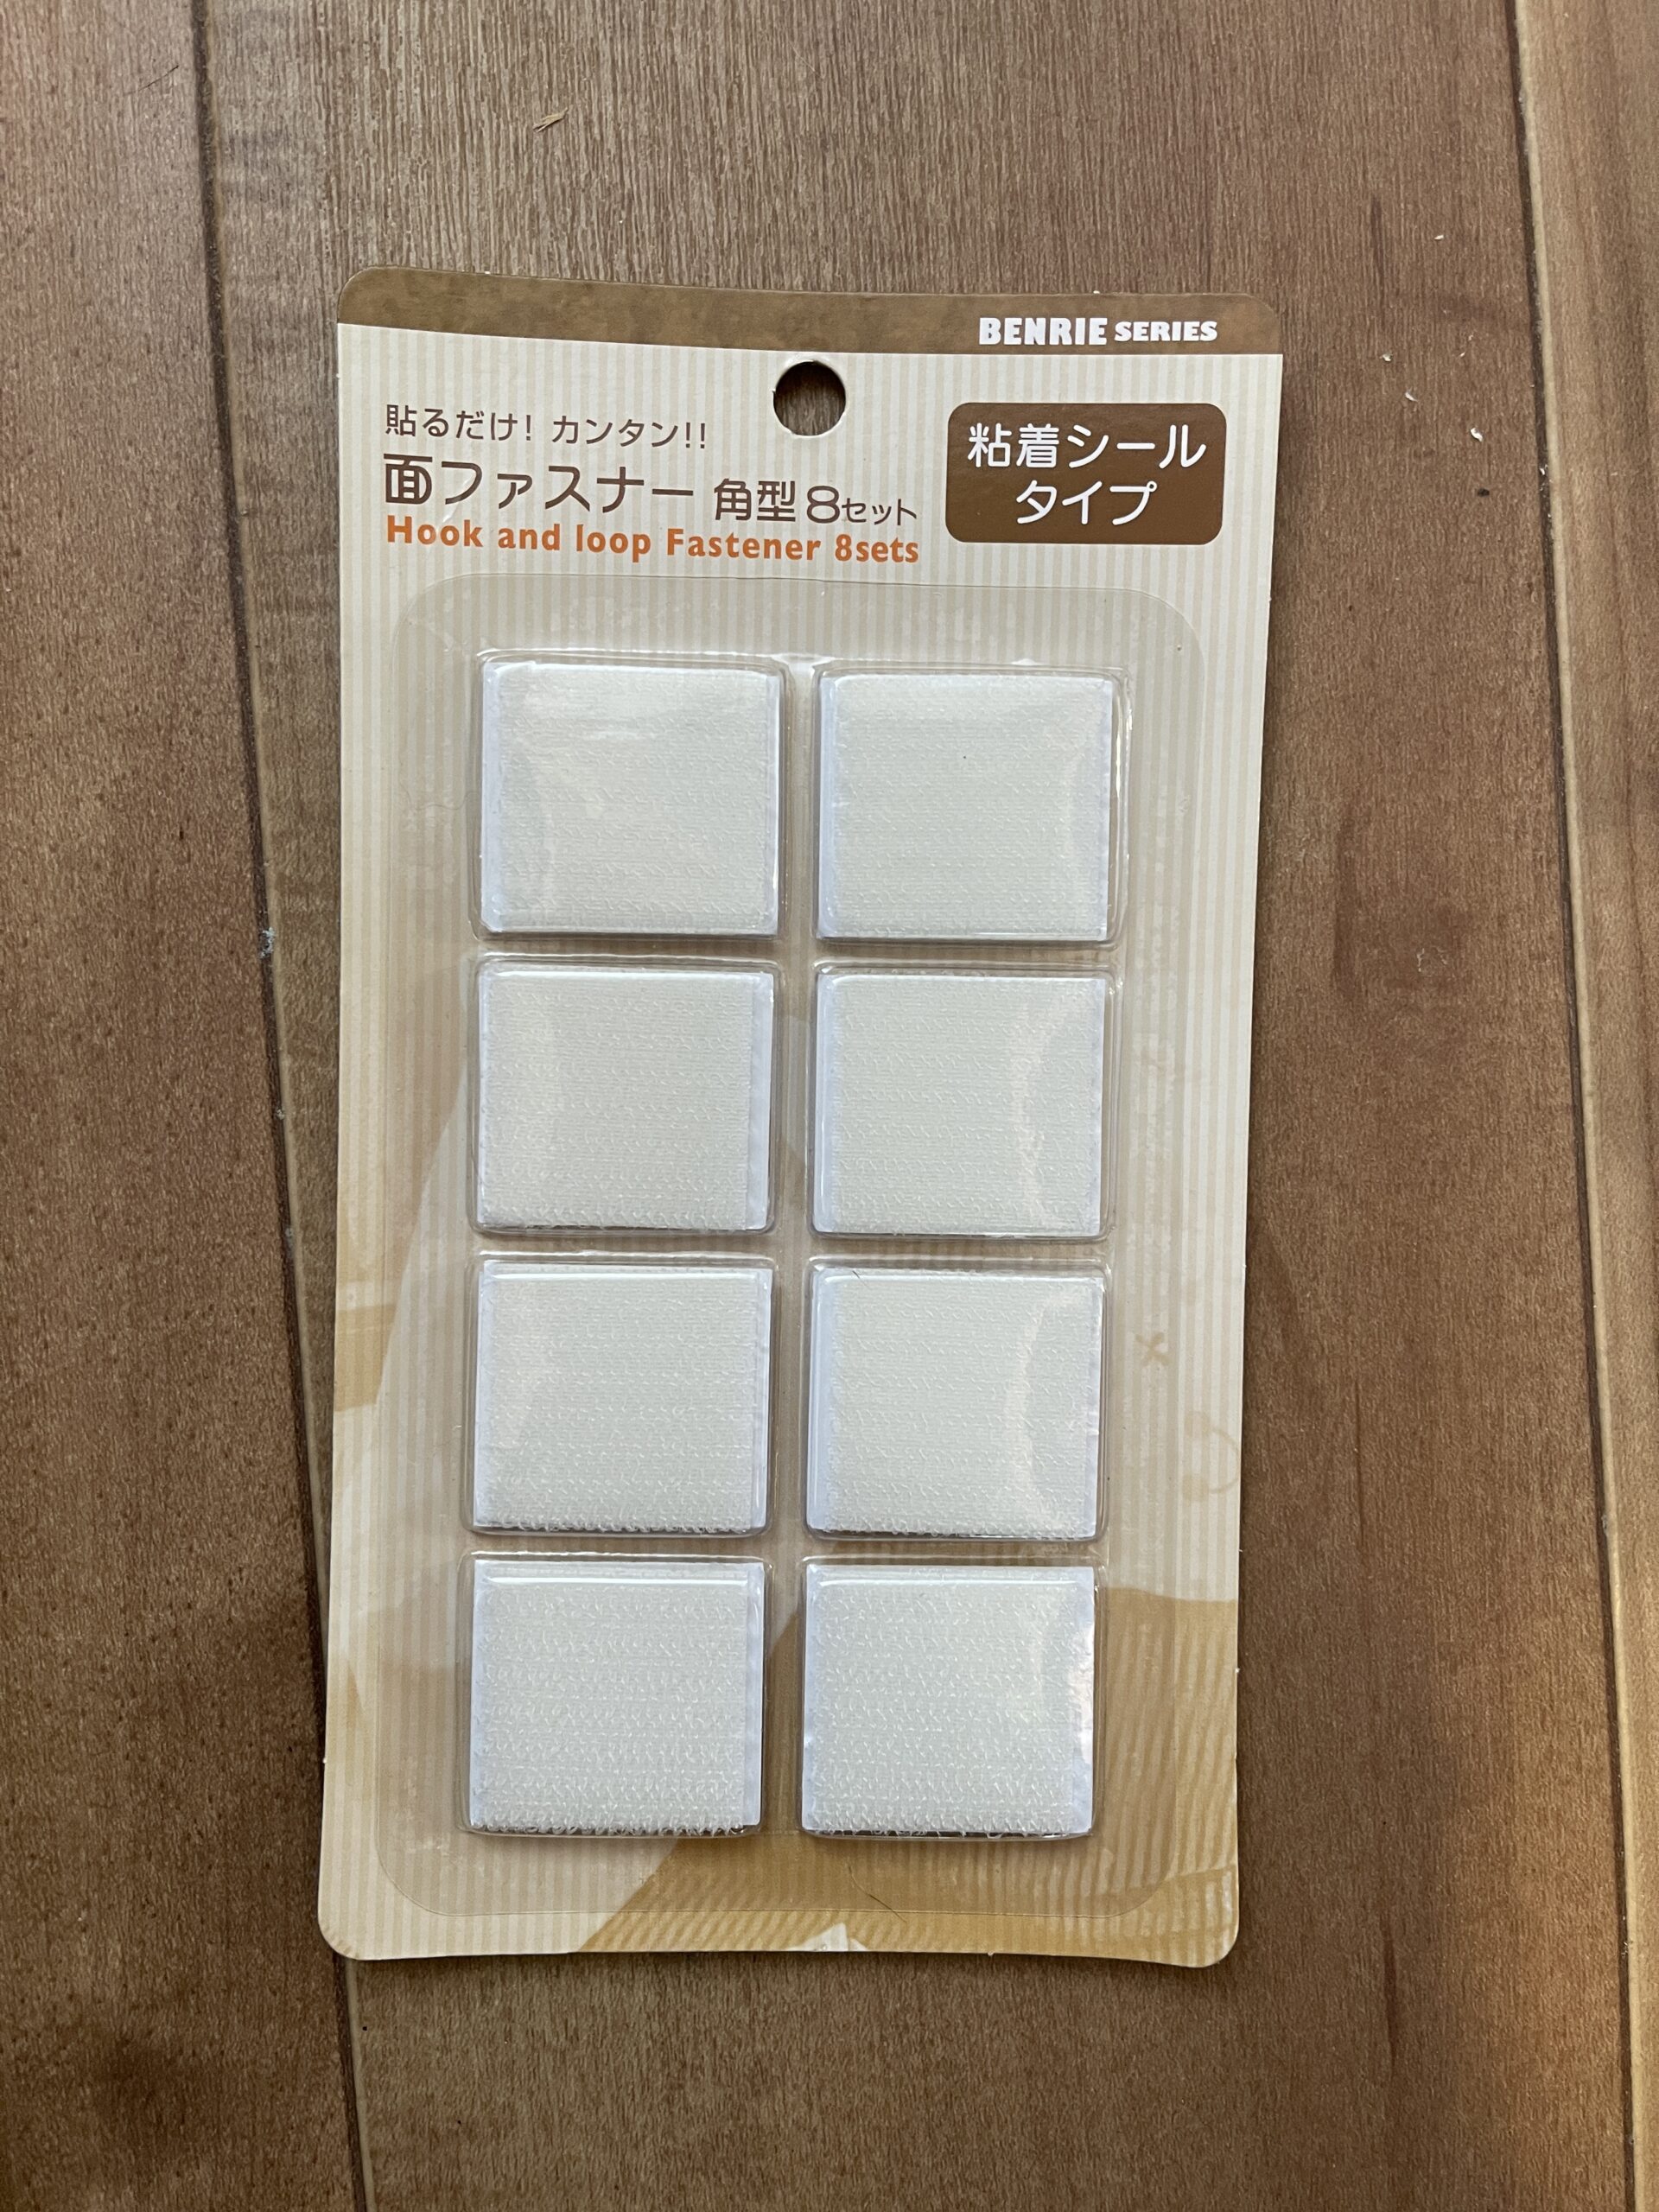 BENRIE SERIES
貼るだけ! カンタン!!
面ファスナー 角型 8セット
Hook and loop Fastener 8sets
粘着シール
タイプ